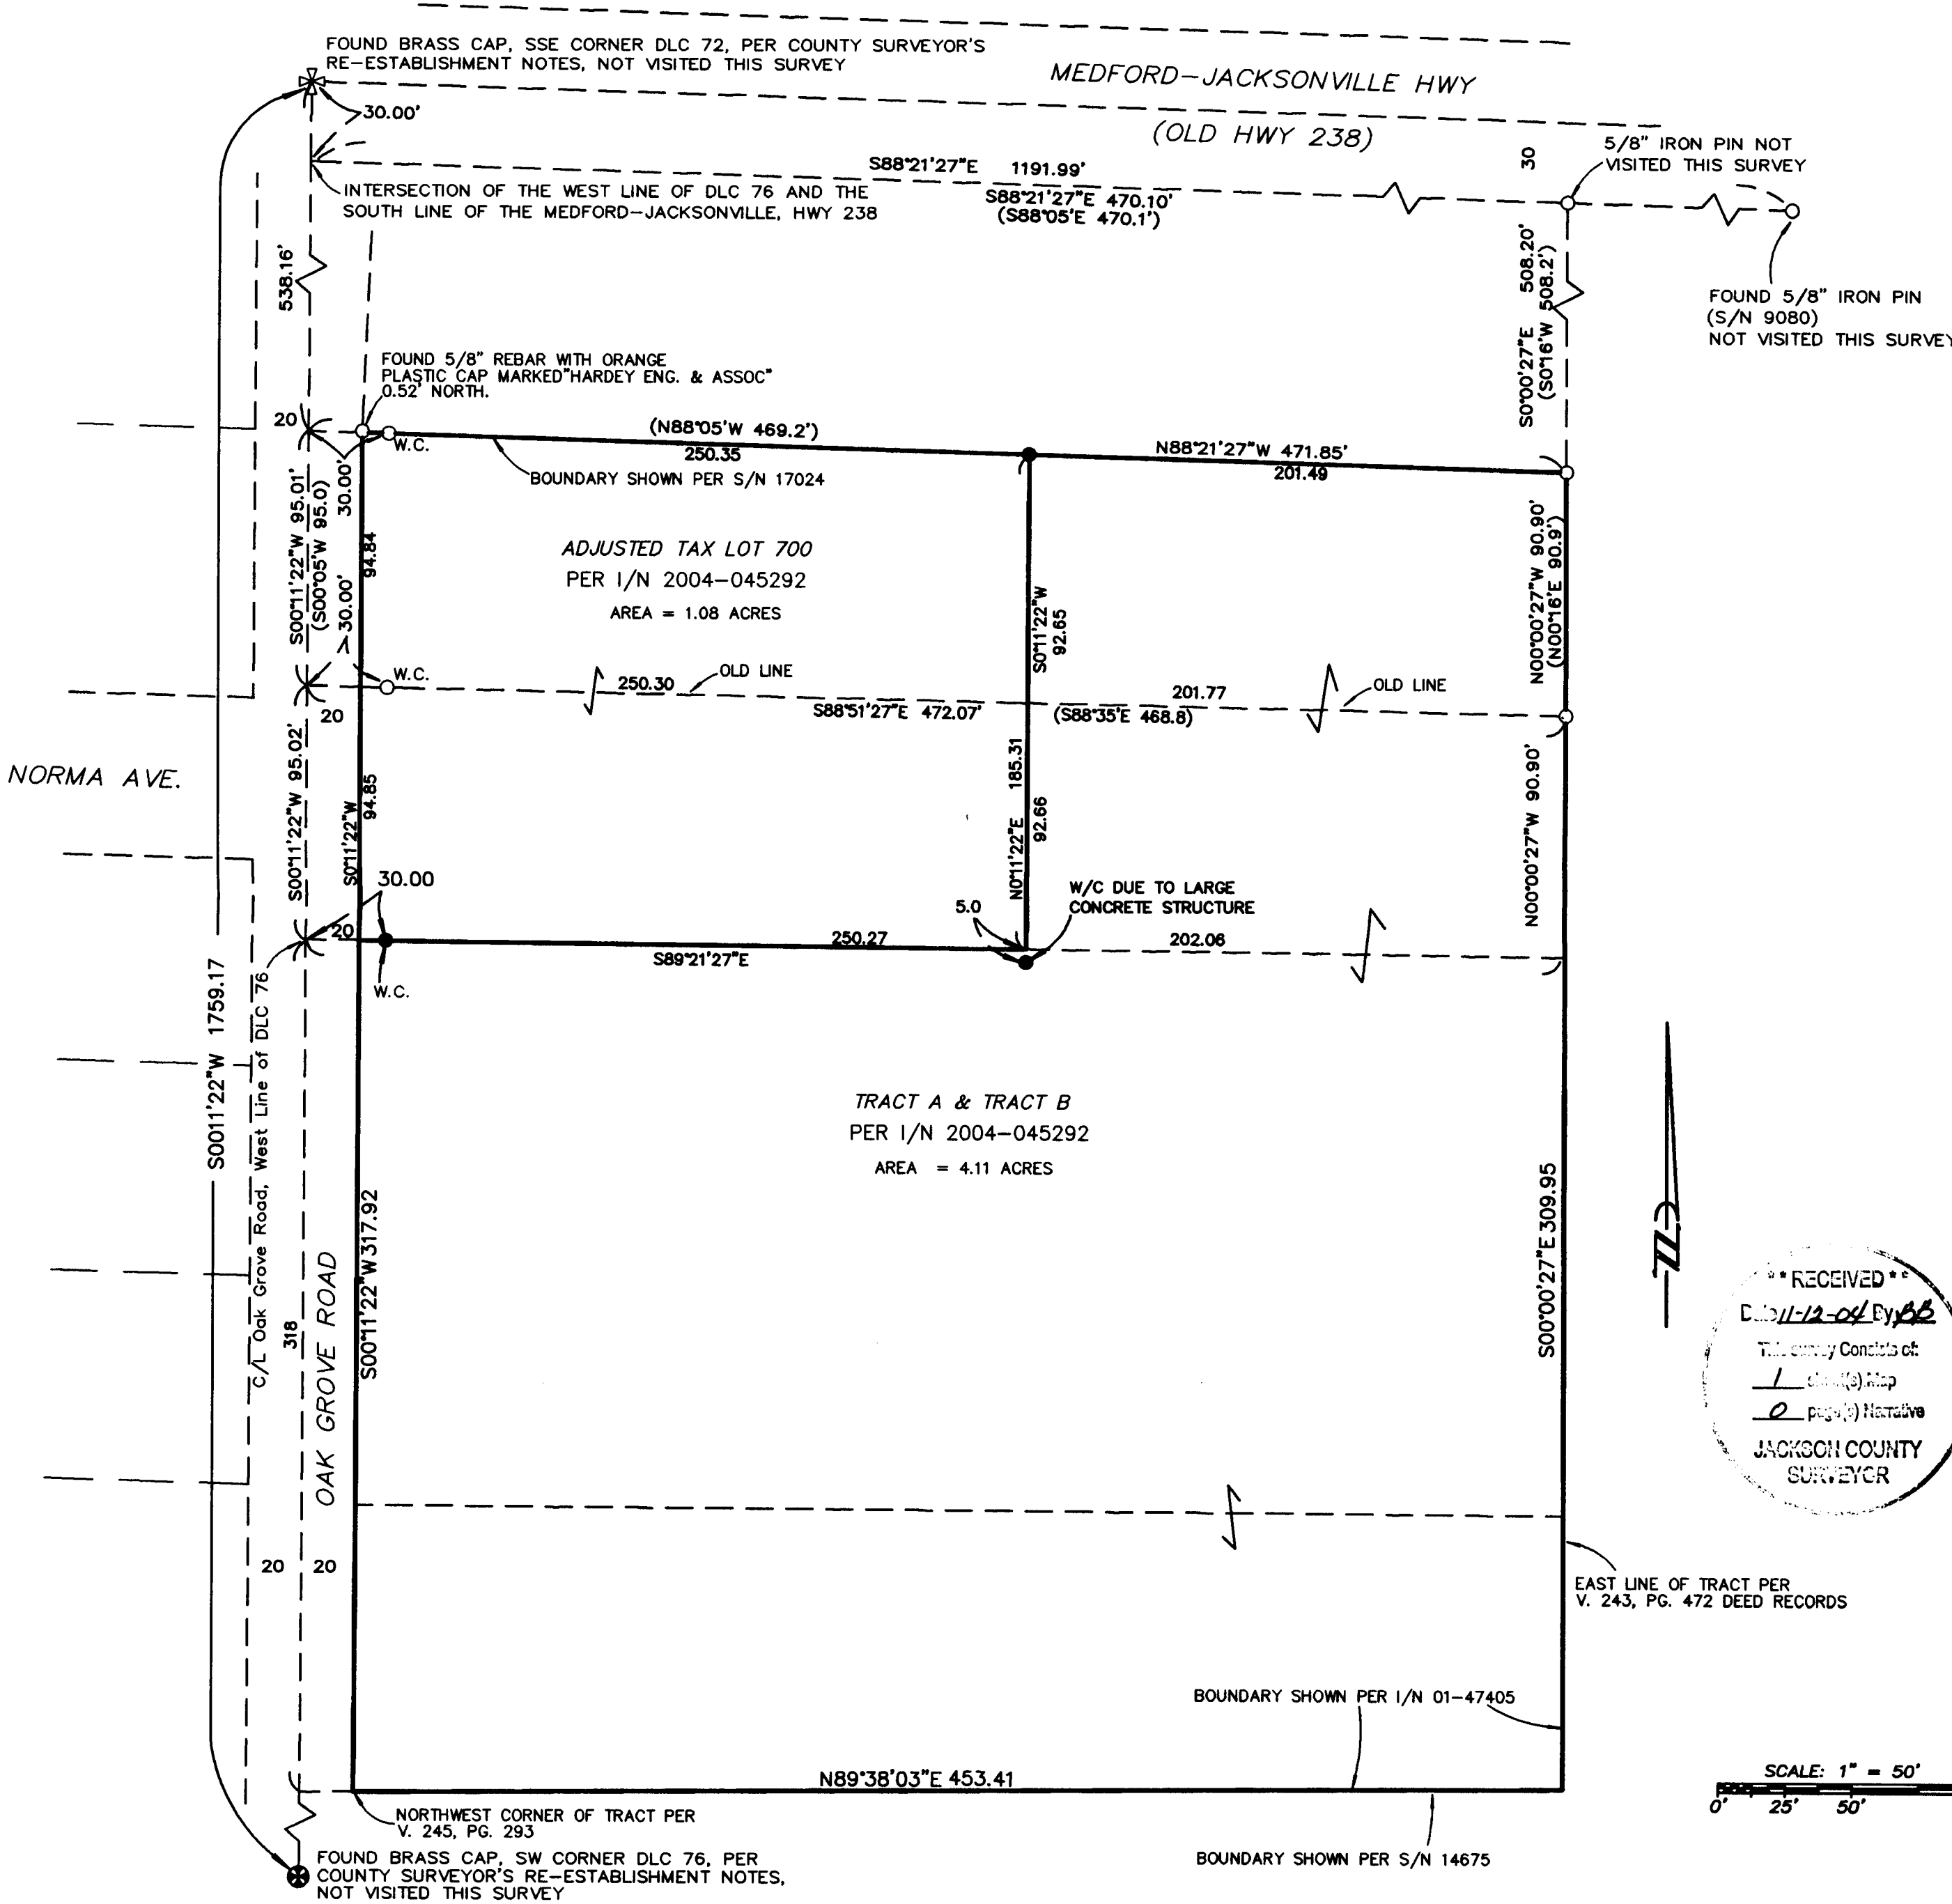 FOUND BRASS CAP, SSE CORNER DLC 72, PER COUNTY SURVEYOR'S
RE-ESTABLISHMENT NOTES, NOT VISITED THIS SURVEY
MEDFORD-JACKSONVILLE HWY
(OLD HWY 238)
30.00'
30
5/8" IRON PIN NOT
VISITED THIS SURVEY
S88°21'27"E 1191.99'
INTERSECTION OF THE WEST LINE OF DLC 76 AND THE
SOUTH LINE OF THE MEDFORD-JACKSONVILLE, HWY 238
S88°21'27"E 470.10'
(S88°05'E 470.1')
538.16'
S0°00'27"E 508.20'
(S0°16'W 508.2')
FOUND 5/8" IRON PIN
(S/N 9080)
NOT VISITED THIS SURVEY
FOUND 5/8" REBAR WITH ORANGE
PLASTIC CAP MARKED"HARDEY ENG. & ASSOC"
0.52' NORTH.
20
W.C.
(N88°05'W 469.2')
250.35
N88°21'27"W 471.85'
201.49
BOUNDARY SHOWN PER S/N 17024
S00°11'22"W 95.01'
(S00°05'W 95.0)
30.00'
94.84
30.00'
ADJUSTED TAX LOT 700
PER I/N 2004-045292
AREA = 1.08 ACRES
S0°11'22"W
92.65
N00°00'27"W 90.90'
(N00°16'E 90.9')
W.C.
20
250.30
OLD LINE
201.77
OLD LINE
S88°51'27"E 472.07'
(S88°35'E 468.8)
NORMA AVE.
S00°11'22"W 95.02'
S0°11'22"W
94.85
N0°11'22"E 185.31
92.66
N00°00'27"W 90.90'
30.00
W/C DUE TO LARGE
CONCRETE STRUCTURE
5.0
20
250.27
S89°21'27"E
202.06
W.C.
S0011'22"W 1759.17
C/L Oak Grove Road, West Line of DLC 76
TRACT A & TRACT B
PER I/N 2004-045292
AREA = 4.11 ACRES
S00°11'22"W 317.92
S00°00'27"E 309.95
318
OAK GROVE ROAD
N
**RECEIVED**
Date 11-12-04 By BB
This survey Consists of:
1 sheet(s) Map
0 page(s) Narrative
JACKSON COUNTY
SURVEYOR
20
20
EAST LINE OF TRACT PER
V. 243, PG. 472 DEED RECORDS
BOUNDARY SHOWN PER I/N 01-47405
N89°38'03"E 453.41
SCALE: 1" = 50'
0' 25' 50'
NORTHWEST CORNER OF TRACT PER
V. 245, PG. 293
FOUND BRASS CAP, SW CORNER DLC 76, PER
COUNTY SURVEYOR'S RE-ESTABLISHMENT NOTES,
NOT VISITED THIS SURVEY
BOUNDARY SHOWN PER S/N 14675